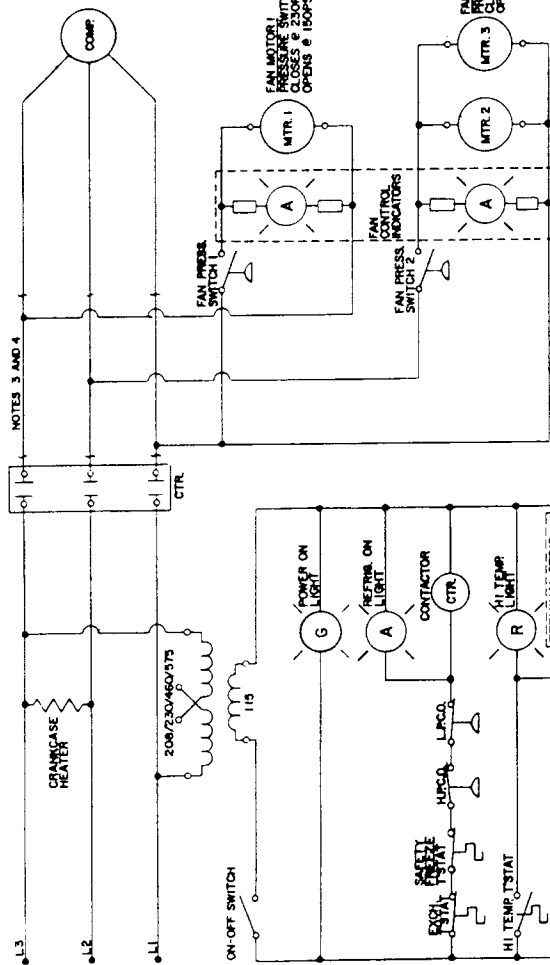 L3
L2
L1
NOTES 3 AND 4
CTR.
COMP.
CRANKCASE
HEATER
208/230/460/575
115
ON-OFF SWITCH
FAN PRESS.
SWITCH 1
A
MTR. 1
FAN MOTOR 1
PRESSURE
CLOSES @
OPENS @
FAN
CONTROL
INDICATORS
FAN PRESS.
SWITCH 2
A
MTR. 2
MTR. 3
POWER ON
LIGHT
G
REFRIG. ON
LIGHT
A
CONTACTOR
CTR.
HI TEMP.
LIGHT
R
EXCH.
T'STAT
SAFETY
FREEZE
T'STAT
H.P.C.O.
L.P.C.O.
HI TEMP. T'STAT